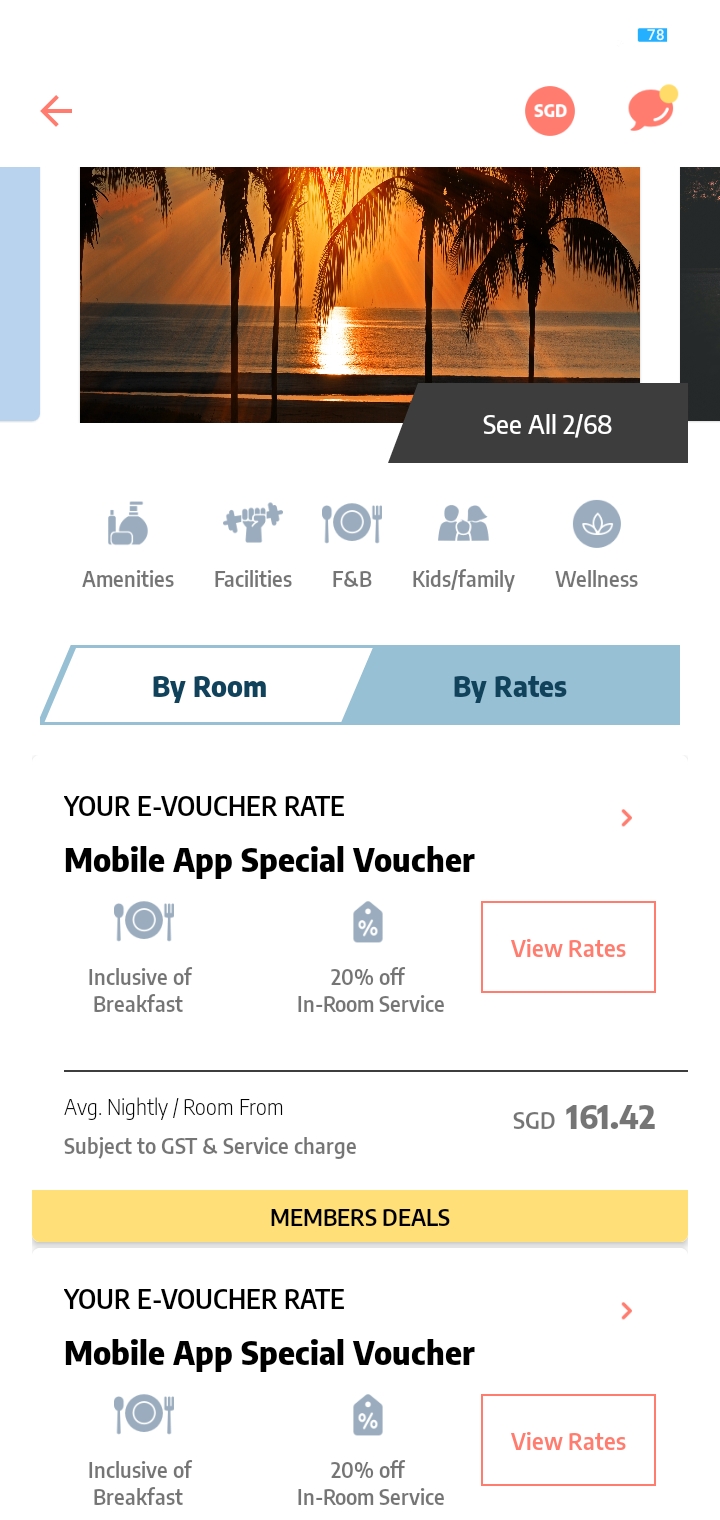 78
SGD
See All 2/68
Amenities Facilities F&B Kids/family Wellness
By Room By Rates
YOUR E-VOUCHER RATE
Mobile App Special Voucher
%
View Rates
Inclusive of 20% off
Breakfast In-Room Service
Avg. Nightly / Room From
SGD 161.42
Subject to GST & Service charge
MEMBERS DEALS
YOUR E-VOUCHER RATE
Mobile App Special Voucher
%
View Rates
Inclusive of 20% off
Breakfast In-Room Service